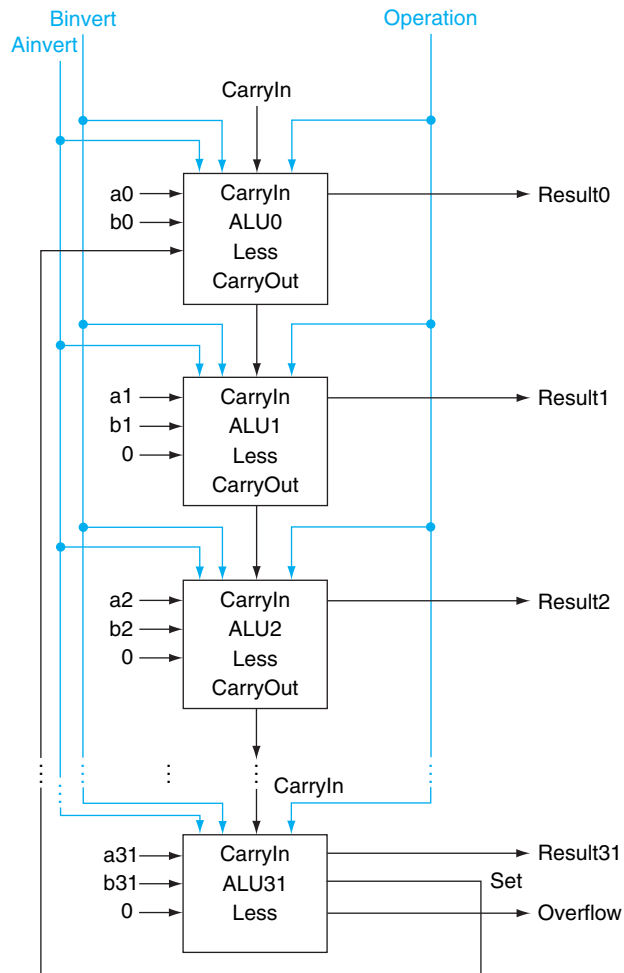 Binvert
Operation
Ainvert
CarryIn
a0
CarryIn
Result0
b0
ALU0
Less
CarryOut
a1
CarryIn
Result1
b1
ALU1
0
Less
CarryOut
a2
CarryIn
Result2
b2
ALU2
0
Less
CarryOut
CarryIn
a31
CarryIn
Result31
b31
ALU31
Set
0
Less
Overflow